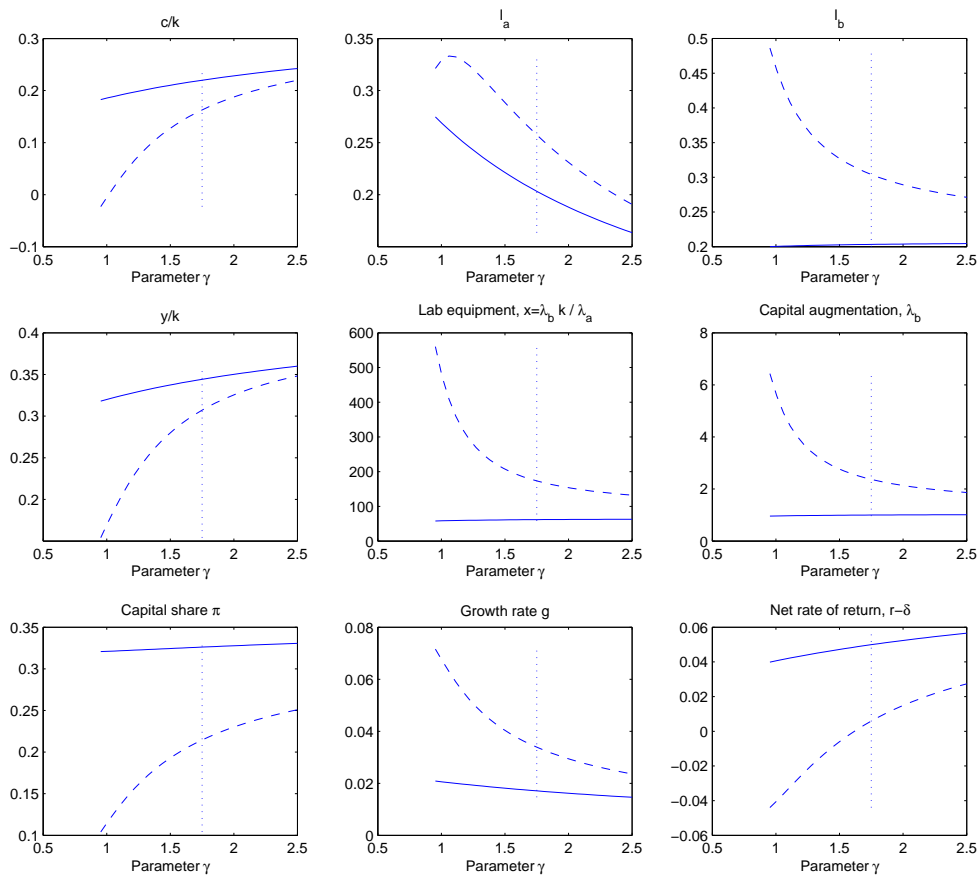 c/k
0.3
0.2
0.1
0
−0.1
0.5 1 1.5 2 2.5
Parameter γ
l_a
0.35
0.3
0.25
0.2
0.5 1 1.5 2 2.5
Parameter γ
l_b
0.5
0.45
0.4
0.35
0.3
0.25
0.2
0.5 1 1.5 2 2.5
Parameter γ
y/k
0.4
0.35
0.3
0.25
0.2
0.5 1 1.5 2 2.5
Parameter γ
Lab equipment, x=λ_b k / λ_a
600
500
400
300
200
100
0
0.5 1 1.5 2 2.5
Parameter γ
Capital augmentation, λ_b
8
6
4
2
0
0.5 1 1.5 2 2.5
Parameter γ
Capital share π
0.35
0.3
0.25
0.2
0.15
0.1
0.5 1 1.5 2 2.5
Parameter γ
Growth rate g
0.08
0.06
0.04
0.02
0
0.5 1 1.5 2 2.5
Parameter γ
Net rate of return, r−δ
0.06
0.04
0.02
0
−0.02
−0.04
−0.06
0.5 1 1.5 2 2.5
Parameter γ